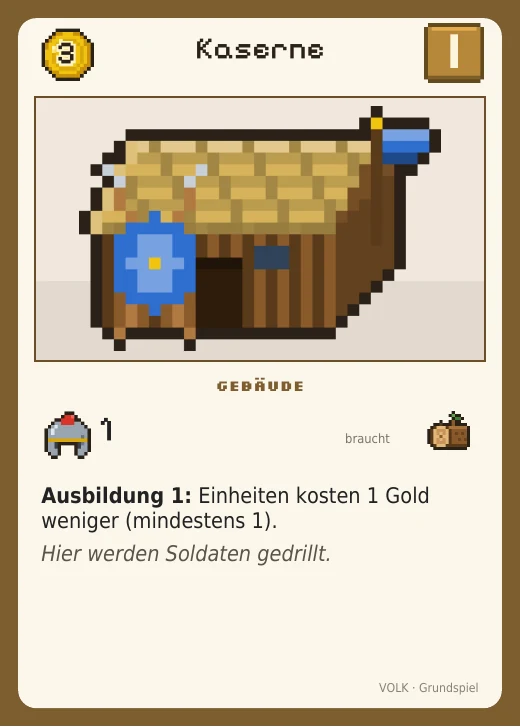 3
Kaserne
I
GEBÄUDE
1
braucht
Ausbildung 1: Einheiten kosten 1 Gold
weniger (mindestens 1).
Hier werden Soldaten gedrillt.
VOLK · Grundspiel